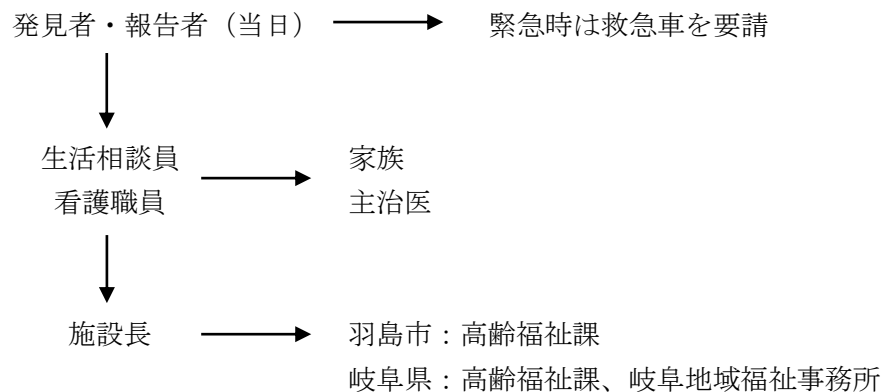 発見者・報告者（当日）
緊急時は救急車を要請
生活相談員
家族
看護職員
主治医
施設長
羽島市：高齢福祉課
岐阜県：高齢福祉課、岐阜地域福祉事務所